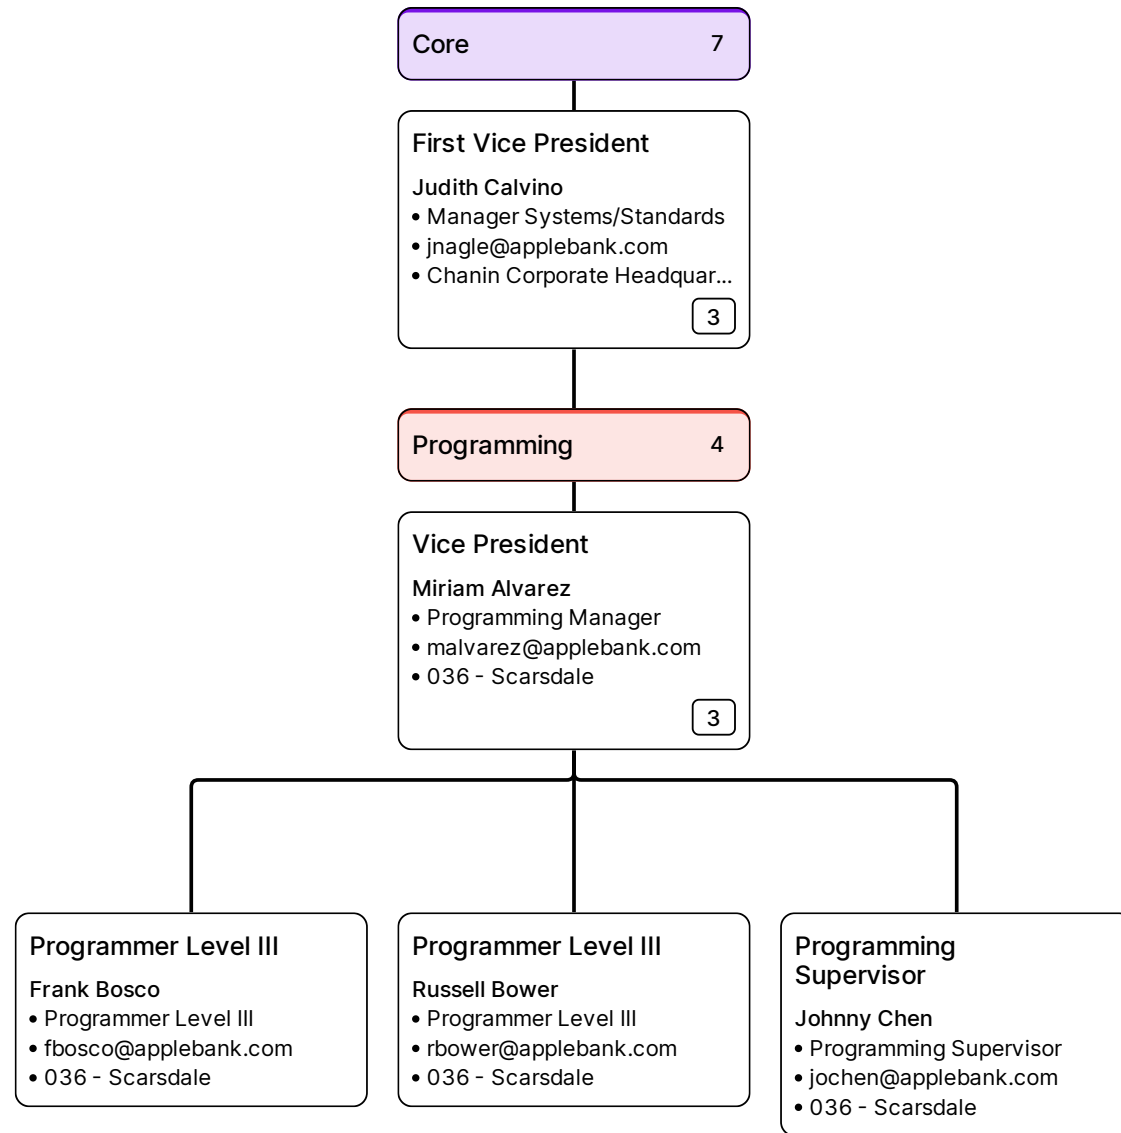 Core 7
First Vice President
Judith Calvino
• Manager Systems/Standards
• jnagle@applebank.com
• Chanin Corporate Headquar...
3
Programming 4
Vice President
Miriam Alvarez
• Programming Manager
• malvarez@applebank.com
• 036 - Scarsdale
3
Programmer Level III
Frank Bosco
• Programmer Level III
• fbosco@applebank.com
• 036 - Scarsdale
Programmer Level III
Russell Bower
• Programmer Level III
• rbower@applebank.com
• 036 - Scarsdale
Programming
Supervisor
Johnny Chen
• Programming Supervisor
• jochen@applebank.com
• 036 - Scarsdale